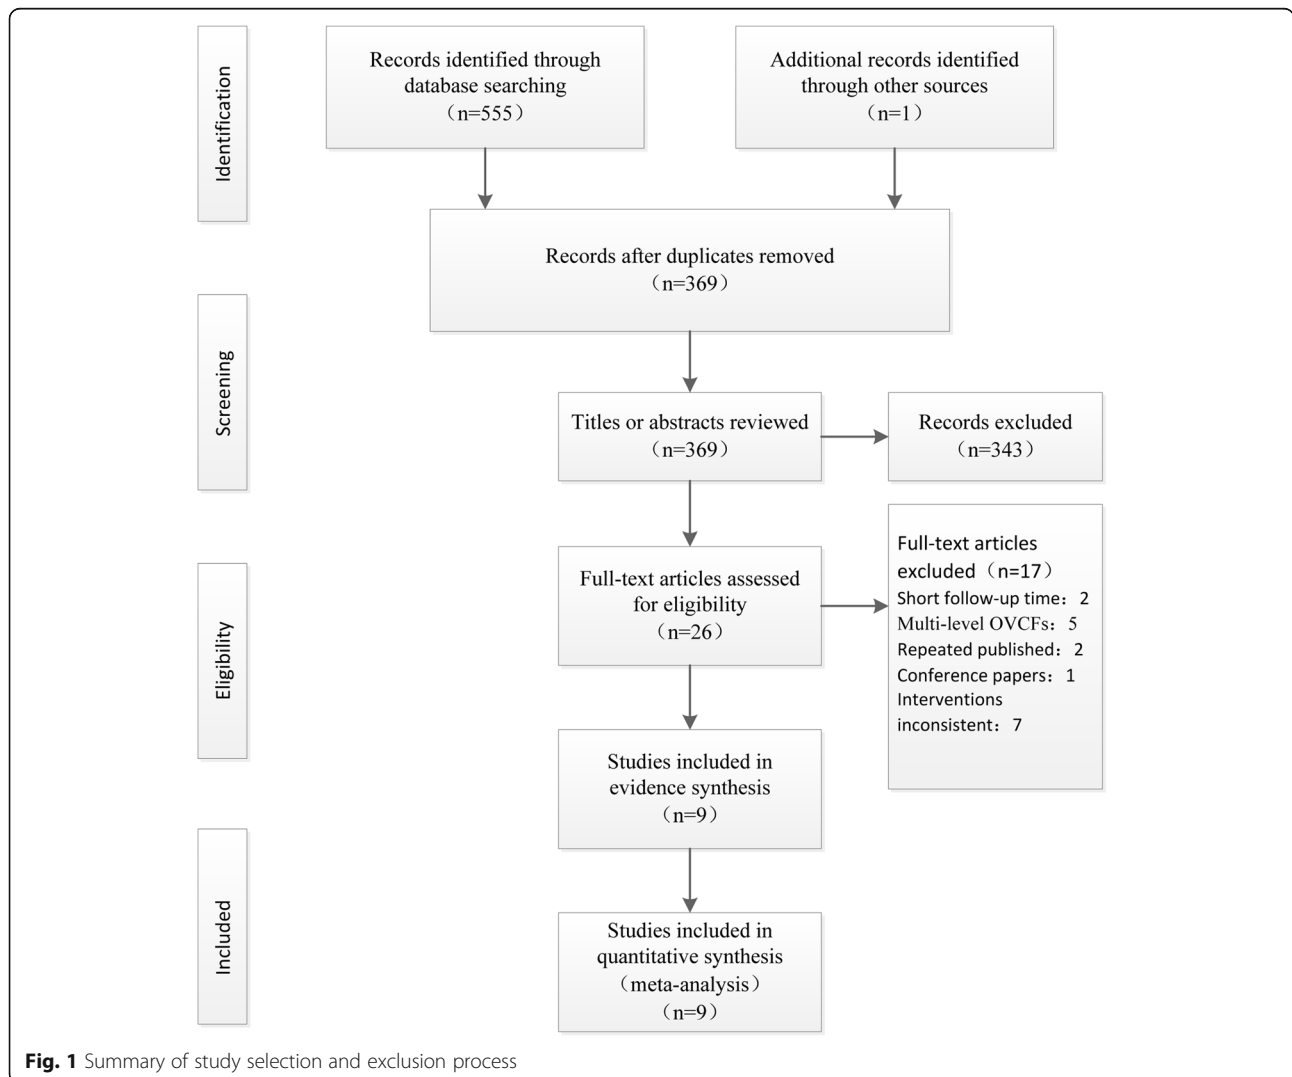 Identification
Records identified through
database searching
（n=555）
Additional records identified
through other sources
（n=1）
Records after duplicates removed
（n=369）
Screening
Titles or abstracts reviewed
（n=369）
Records excluded
（n=343）
Eligibility
Full-text articles assessed
for eligibility
（n=26）
Full-text articles
excluded（n=17）
Short follow-up time：2
Multi-level OVCFs：5
Repeated published：2
Conference papers：1
Interventions
inconsistent：7
Studies included in
evidence synthesis
（n=9）
Included
Studies included in
quantitative synthesis
（meta-analysis）
（n=9）
Fig. 1 Summary of study selection and exclusion process